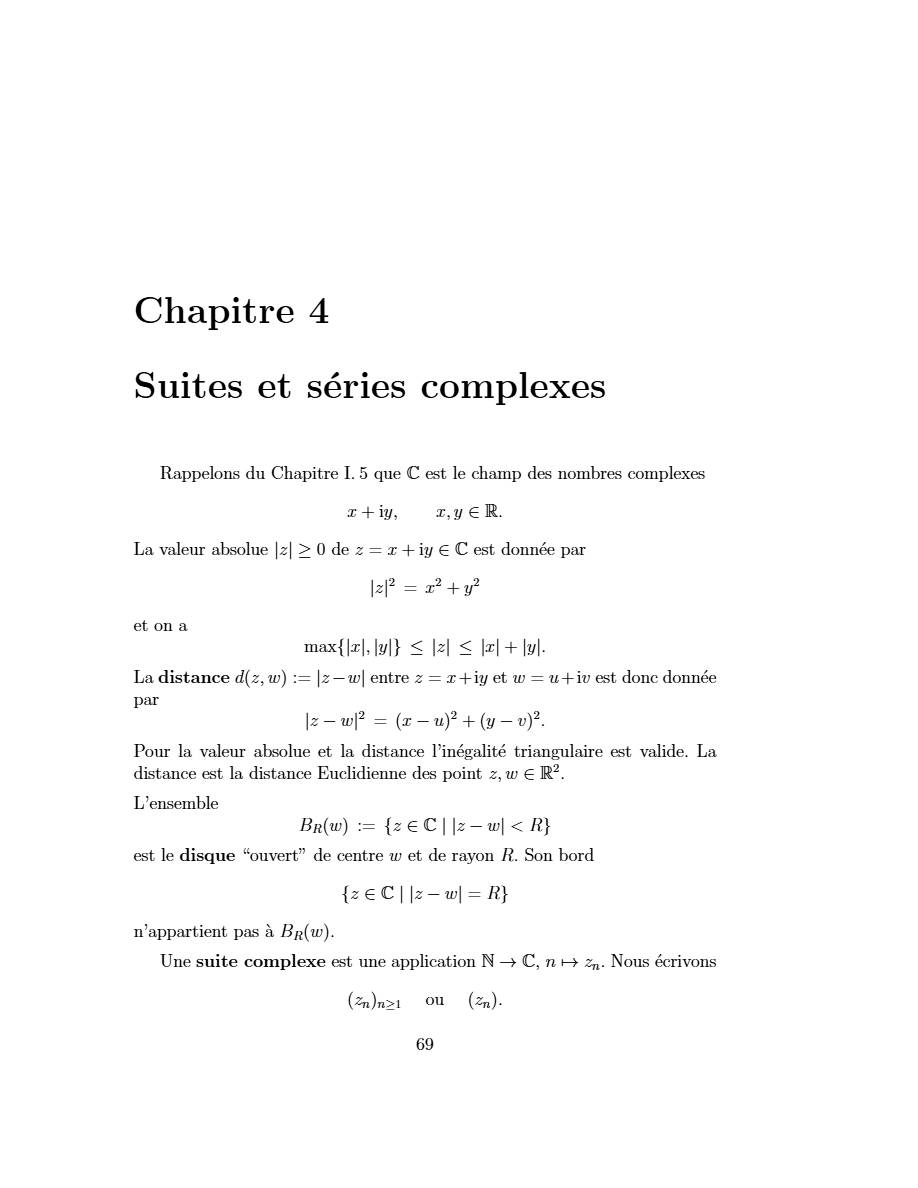 Chapitre 4
Suites et séries complexes
Rappelons du Chapitre I. 5 que ℂ est le champ des nombres complexes
x + iy,    x, y ∈ ℝ.
La valeur absolue |z| ≥ 0 de z = x + iy ∈ ℂ est donnée par
|z|² = x² + y²
et on a
max{|x|, |y|} ≤ |z| ≤ |x| + |y|.
La distance d(z, w) := |z − w| entre z = x + iy et w = u + iv est donc donnée
par
|z − w|² = (x − u)² + (y − v)².
Pour la valeur absolue et la distance l'inégalité triangulaire est valide. La
distance est la distance Euclidienne des point z, w ∈ ℝ².
L'ensemble
B_R(w) := {z ∈ ℂ | |z − w| < R}
est le disque “ouvert” de centre w et de rayon R. Son bord
{z ∈ ℂ | |z − w| = R}
n'appartient pas à B_R(w).
Une suite complexe est une application ℕ → ℂ, n ↦ z_n. Nous écrivons
(z_n)_{n≥1}    ou    (z_n).
69